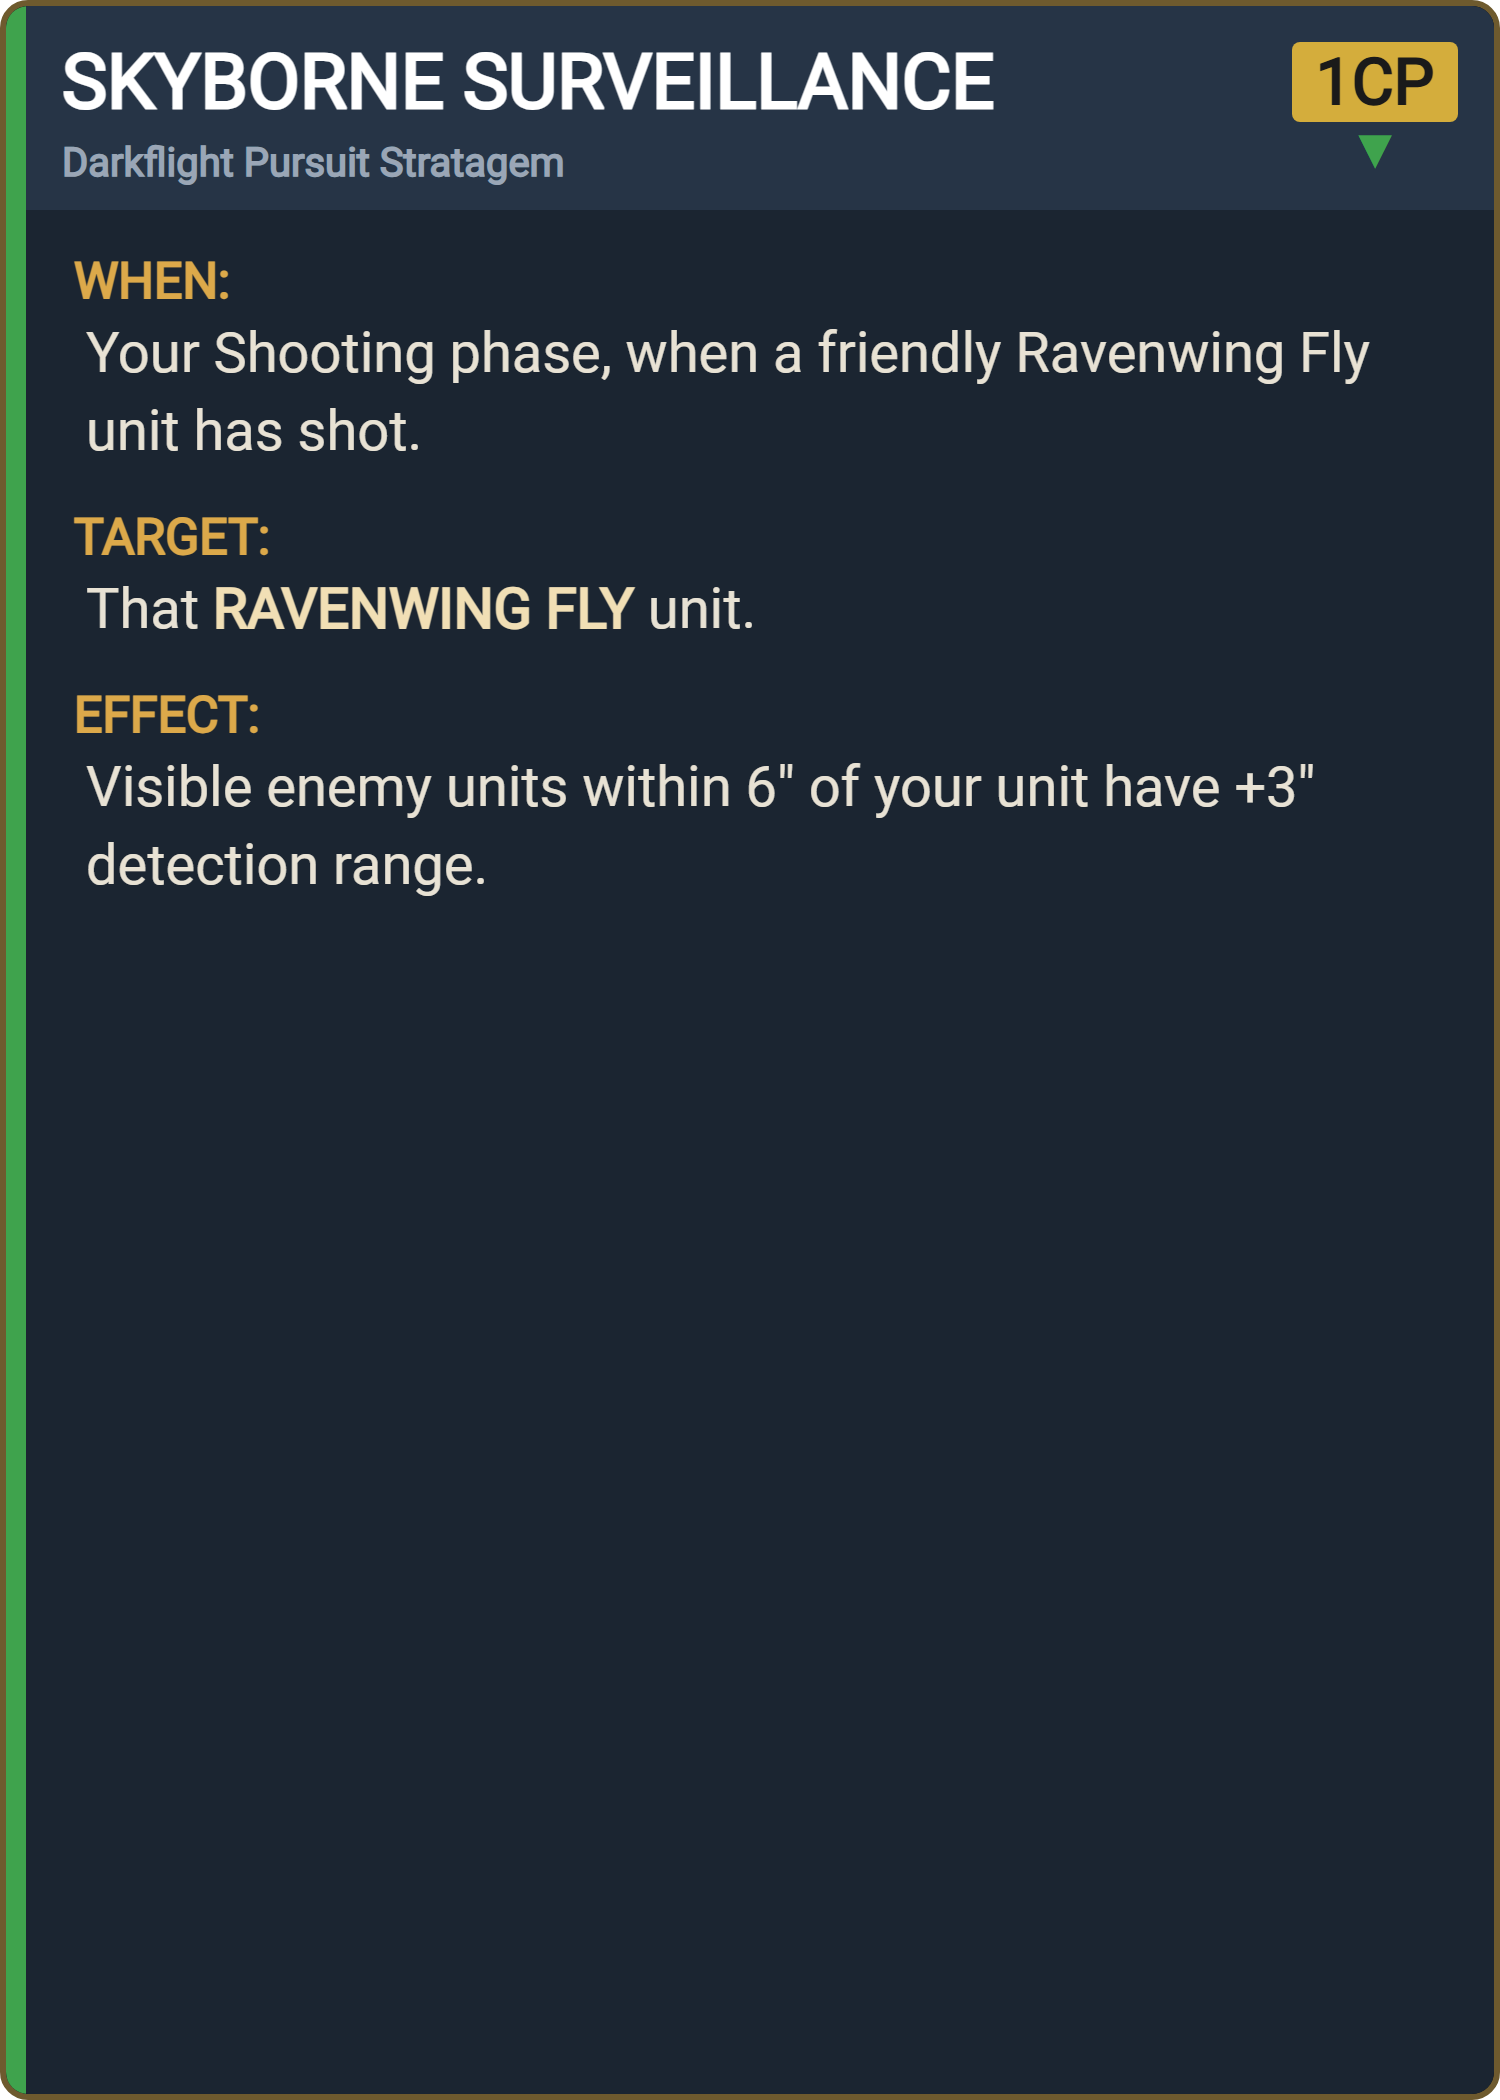 SKYBORNE SURVEILLANCE
1CP
Darkflight Pursuit Stratagem
WHEN:
Your Shooting phase, when a friendly Ravenwing Fly
unit has shot.
TARGET:
That RAVENWING FLY unit.
EFFECT:
Visible enemy units within 6" of your unit have +3"
detection range.